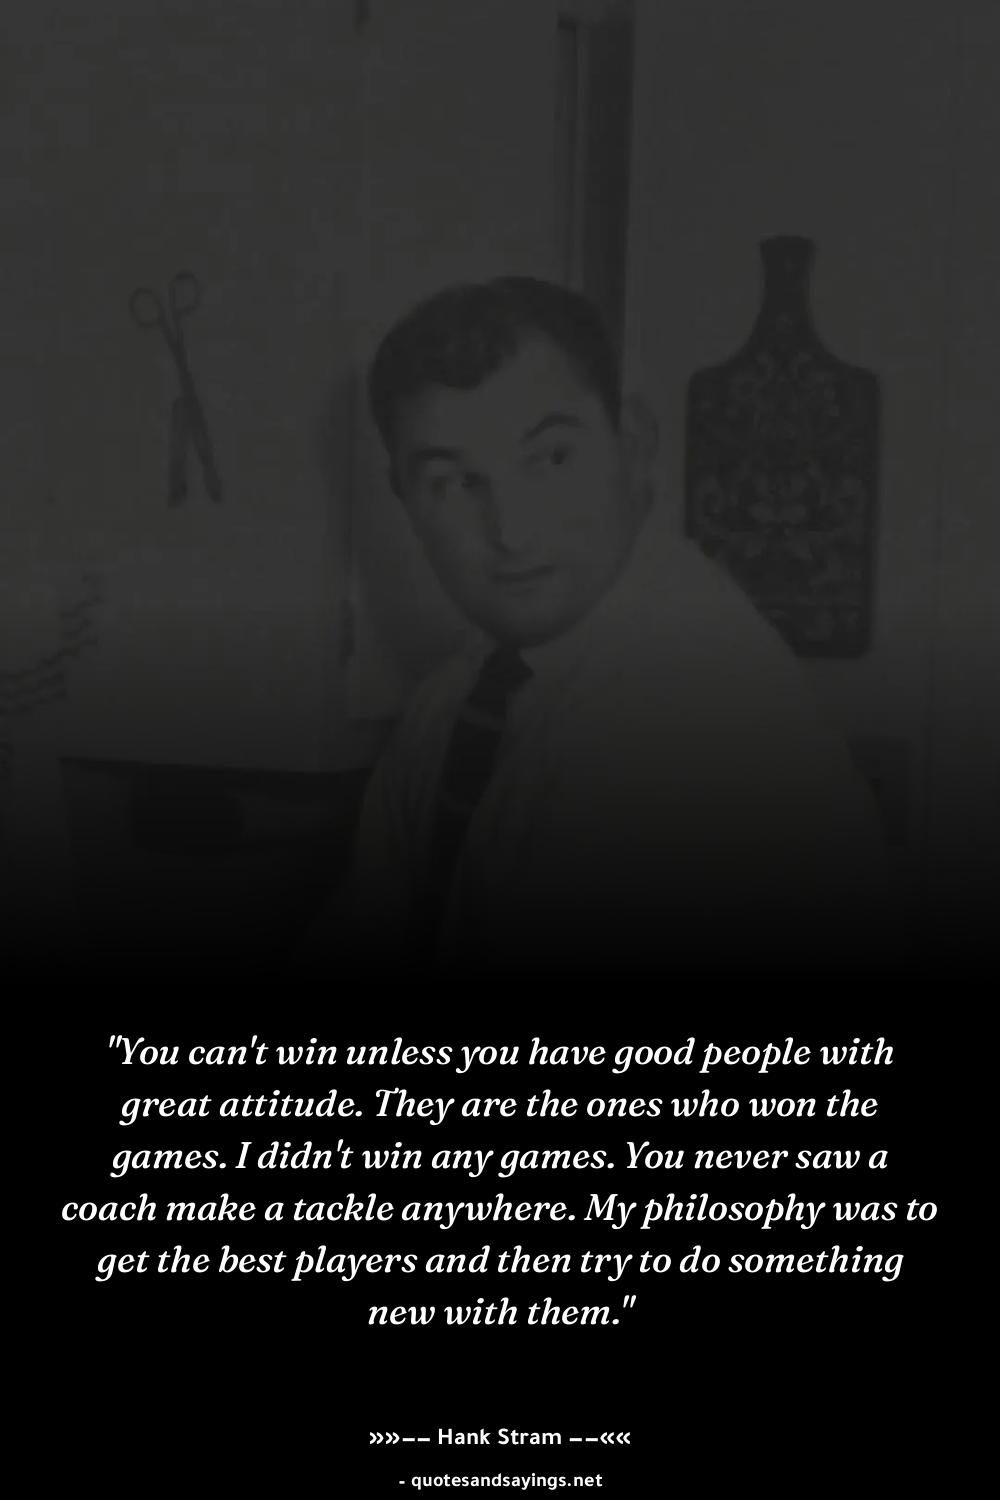 "You can't win unless you have good people with
great attitude. They are the ones who won the
games. I didn't win any games. You never saw a
coach make a tackle anywhere. My philosophy was to
get the best players and then try to do something
new with them."
»»−− Hank Stram −−««
- quotesandsayings.net